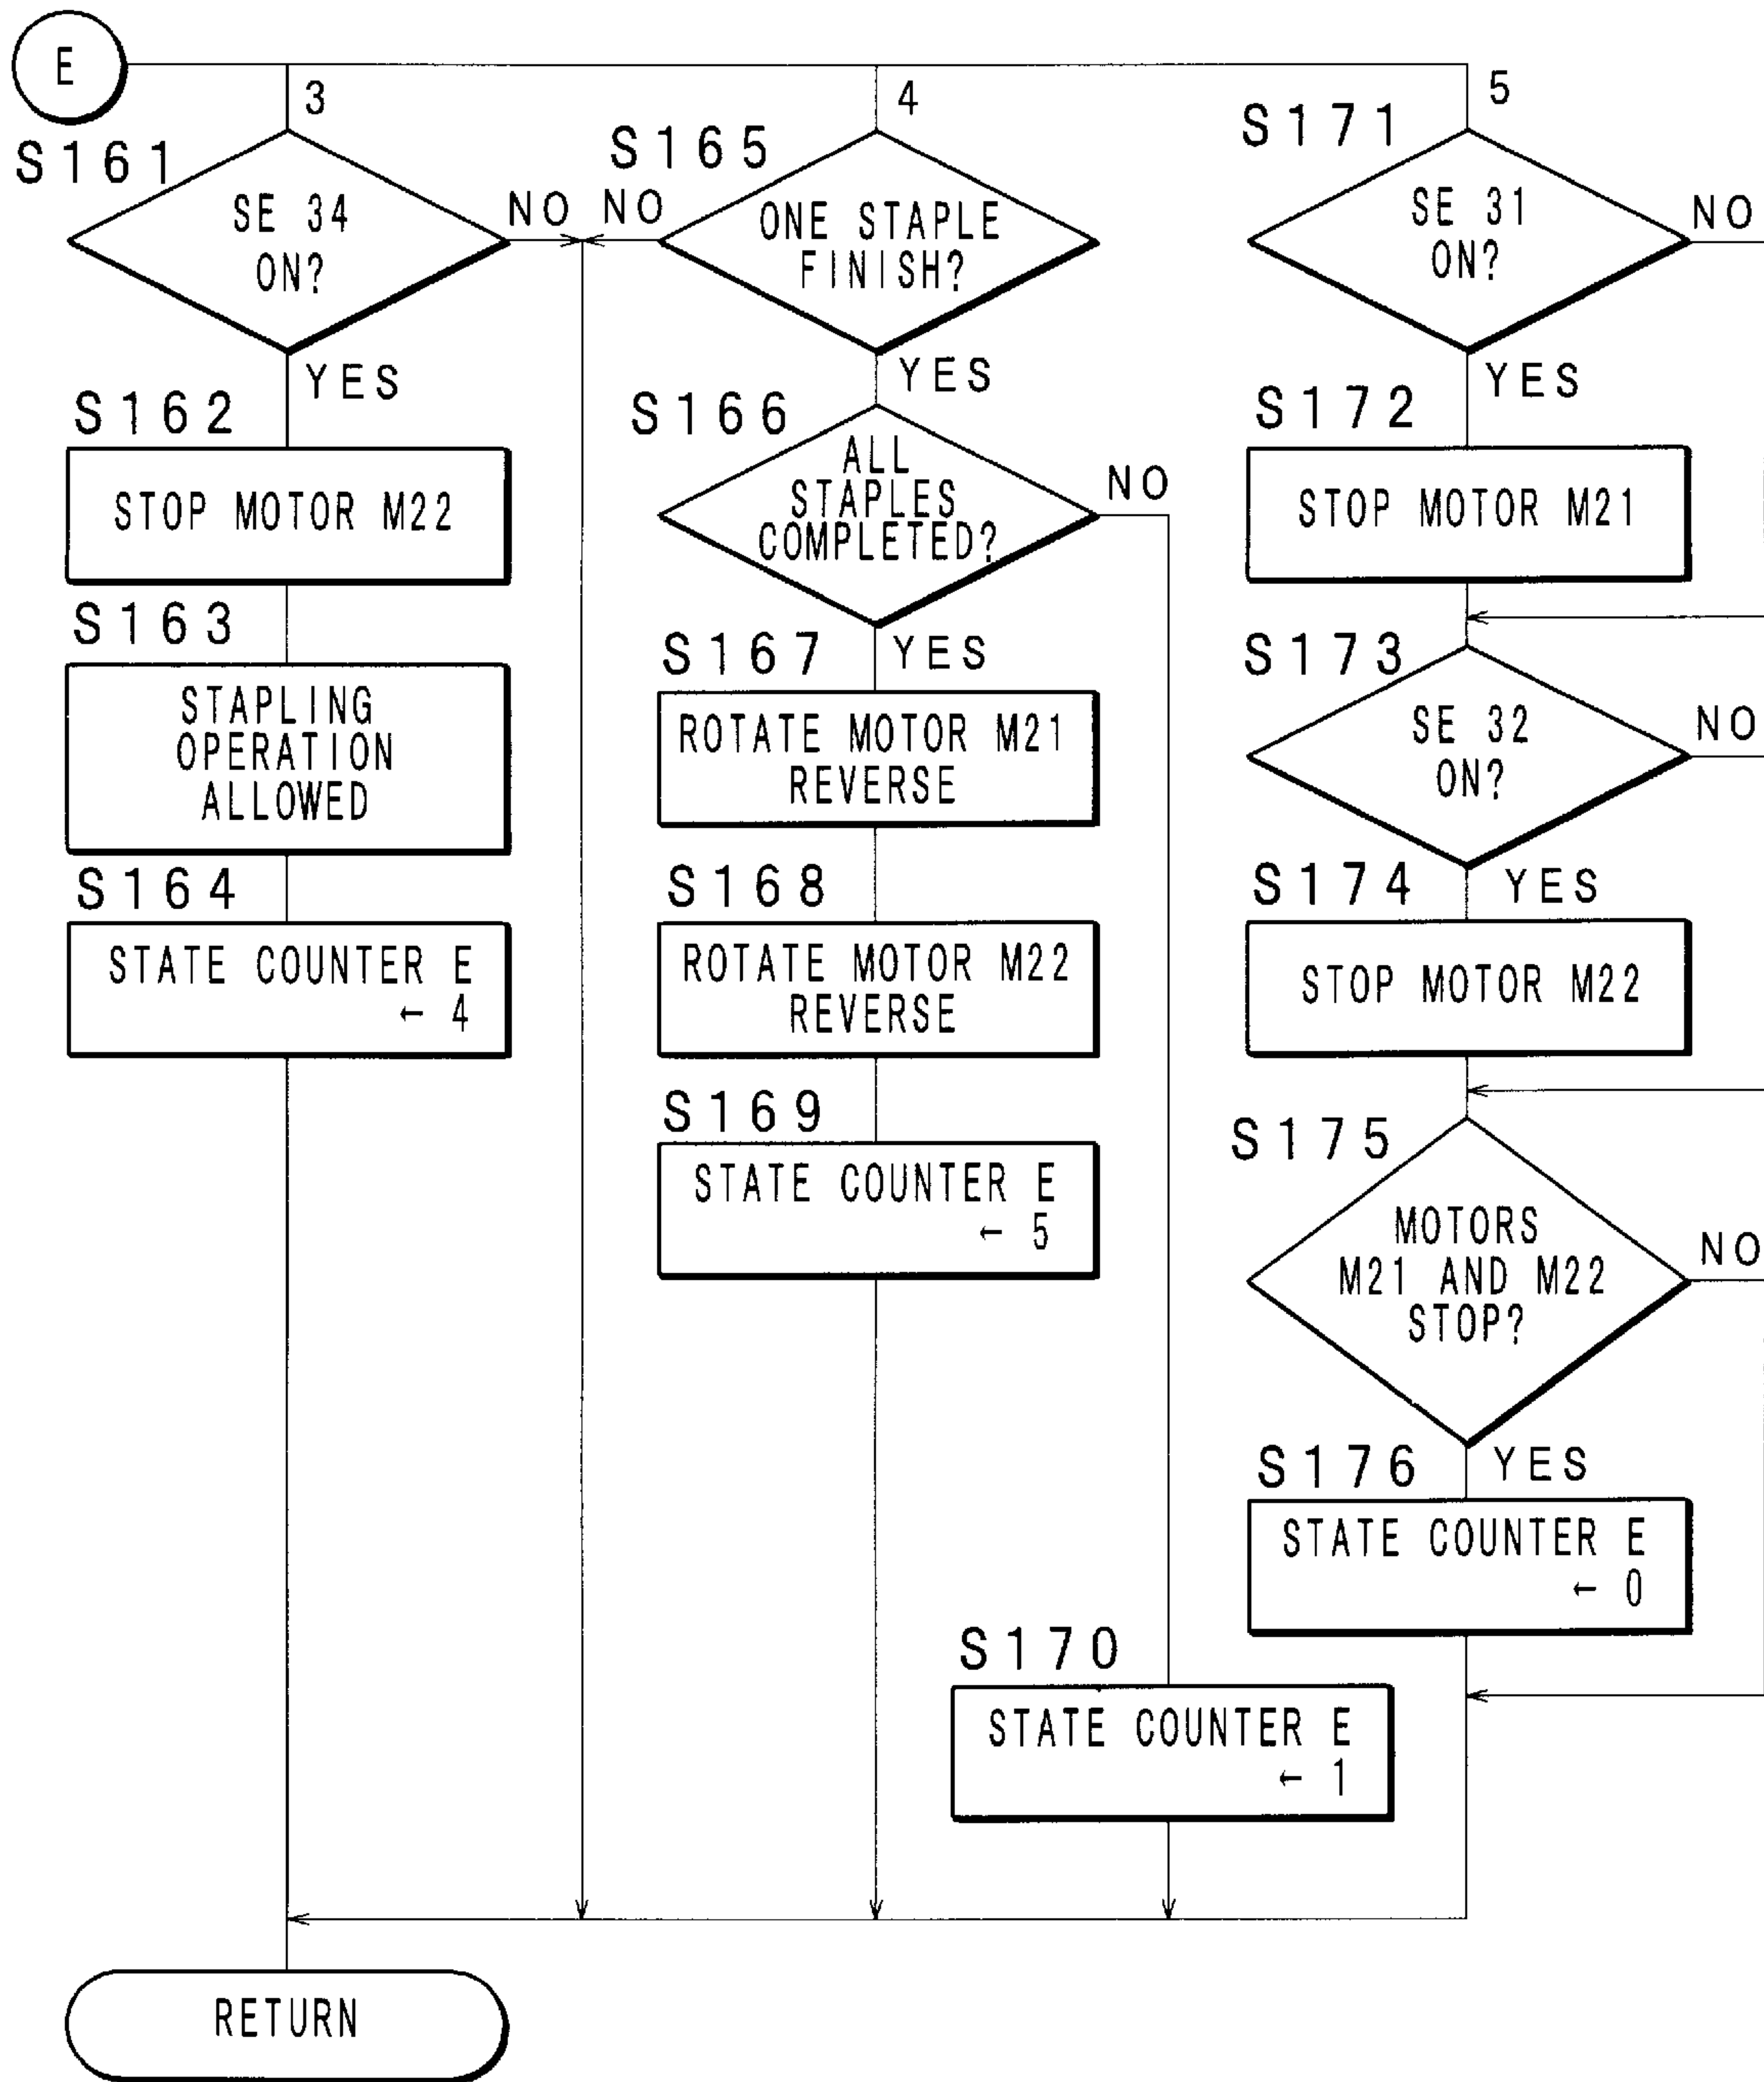 E
3
4
5
S161
SE 34
ON?
NO
YES
S162
STOP MOTOR M22
S163
STAPLING
OPERATION
ALLOWED
S164
STATE COUNTER E
← 4
S165
ONE STAPLE
FINISH?
NO
YES
S166
ALL
STAPLES
COMPLETED?
NO
YES
S167
ROTATE MOTOR M21
REVERSE
S168
ROTATE MOTOR M22
REVERSE
S169
STATE COUNTER E
← 5
S170
STATE COUNTER E
← 1
S171
SE 31
ON?
NO
YES
S172
STOP MOTOR M21
S173
SE 32
ON?
NO
YES
S174
STOP MOTOR M22
S175
MOTORS
M21 AND M22
STOP?
NO
YES
S176
STATE COUNTER E
← 0
RETURN